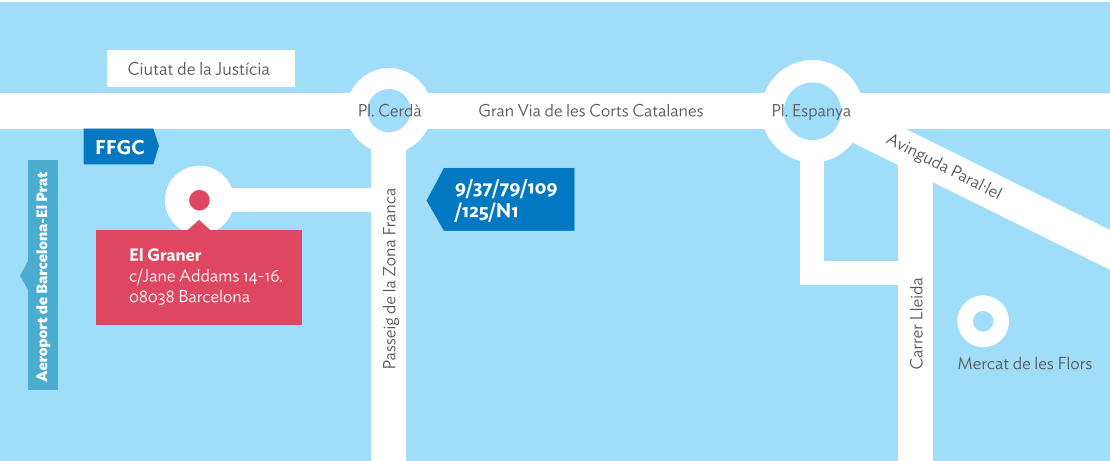 Ciutat de la Justícia
Pl. Cerdà
Gran Via de les Corts Catalanes
Pl. Espanya
Avinguda Paral·lel
FFGC
Aeroport de Barcelona-El Prat
9/37/79/109
/125/N1
Passeig de la Zona Franca
El Graner
c/Jane Addams 14-16.
08038 Barcelona
Carrer Lleida
Mercat de les Flors